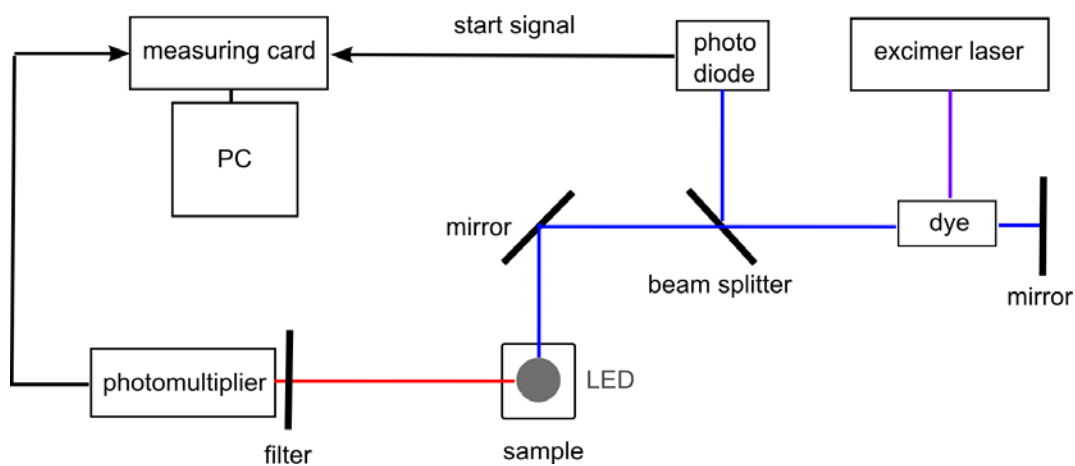 start signal
measuring card
photo
diode
excimer laser
PC
mirror
dye
beam splitter
mirror
photomultiplier
LED
filter
sample